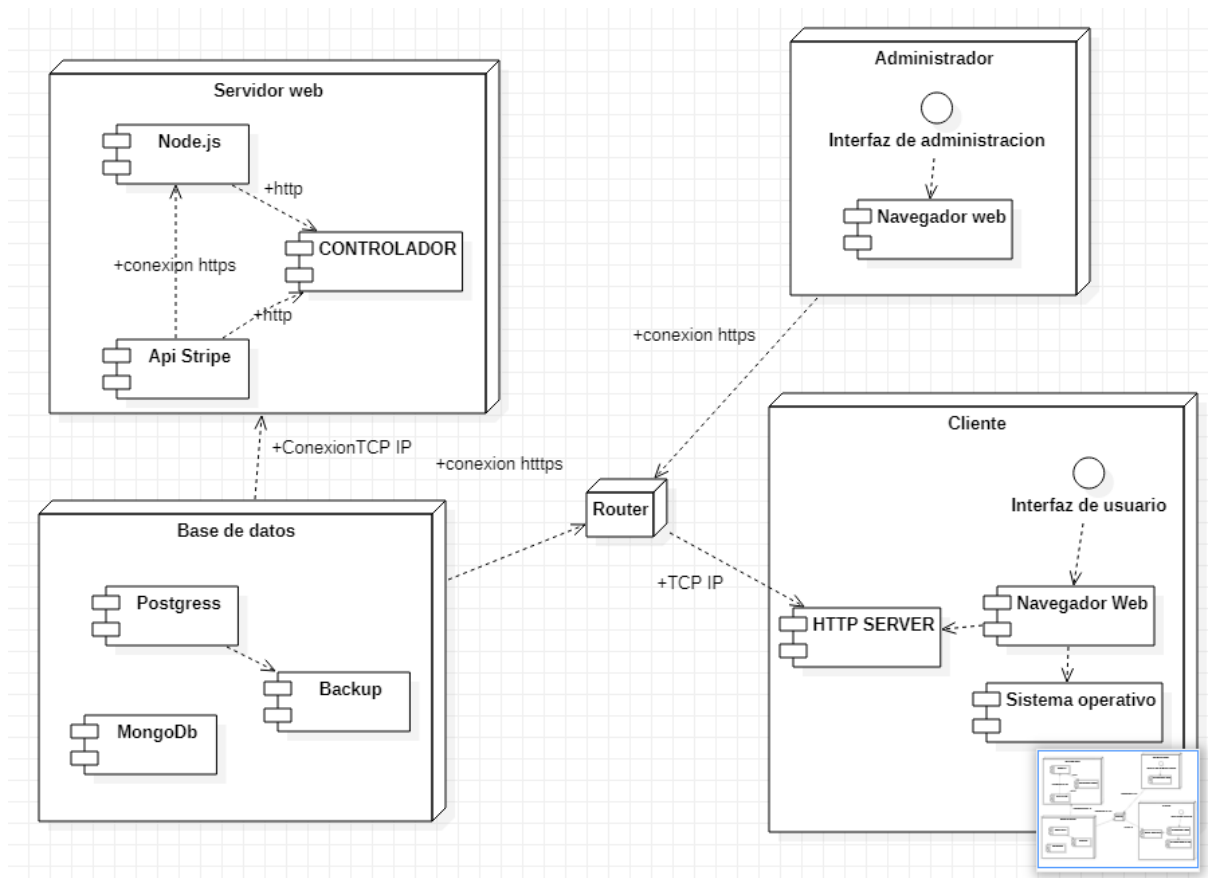 Servidor web
Node.js
+http
CONTROLADOR
+conexion https
+http
Api Stripe
Administrador
Interfaz de administracion
Navegador web
+conexion https
+ConexionTCP IP
+conexion htttps
Router
+TCP IP
Base de datos
Postgress
Backup
MongoDb
Cliente
Interfaz de usuario
Navegador Web
HTTP SERVER
Sistema operativo